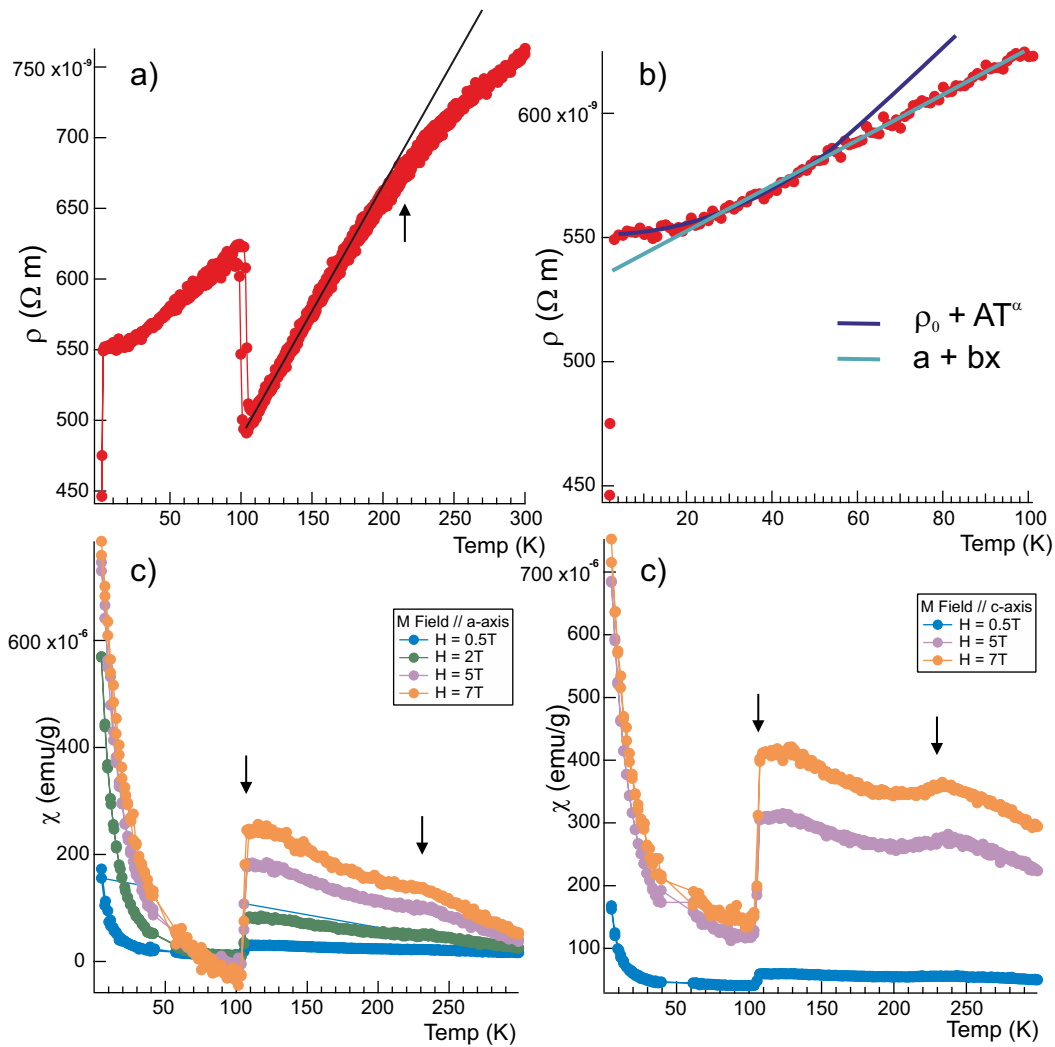 a)
750 x10⁻⁹
700
650
600
550
500
450
ρ (Ω m)
50 100 150 200 250 300
Temp (K)
b)
600 x10⁻⁹
550
500
450
ρ (Ω m)
ρ₀ + ATᵅ
a + bx
20 40 60 80 100
Temp (K)
c)
600 x10⁻⁶
400
200
0
χ (emu/g)
M Field // a-axis
H = 0.5T
H = 2T
H = 5T
H = 7T
50 100 150 200 250
Temp (K)
c)
700 x10⁻⁶
600
500
400
300
200
100
χ (emu/g)
M Field // c-axis
H = 0.5T
H = 5T
H = 7T
50 100 150 200 250
Temp (K)